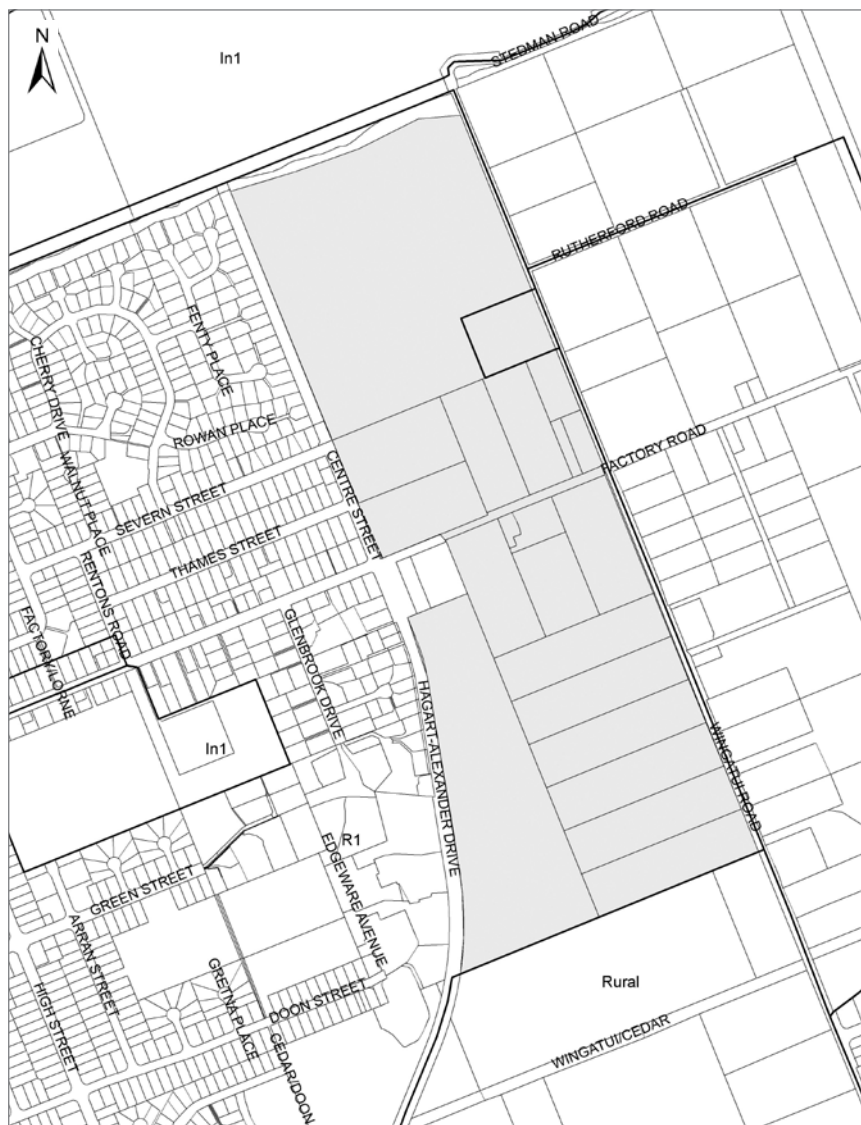 N
In1
STEDMAN ROAD
RUTHERFORD ROAD
FENTY PLACE
CHERRY DRIVE
ROWAN PLACE
WALNUT PLACE
SEVERN STREET
CENTRE STREET
FACTORY ROAD
THAMES STREET
RENTONS ROAD
FACTORY/LORNE
GLENBROOK DRIVE
HAGART-ALEXANDER DRIVE
In1
WINGATUI ROAD
R1
EDGEWARE AVENUE
GREEN STREET
ARRAN STREET
HIGH STREET
GRETNA PLACE
DOON STREET
CEDAR/DOON
Rural
WINGATUI/CEDAR